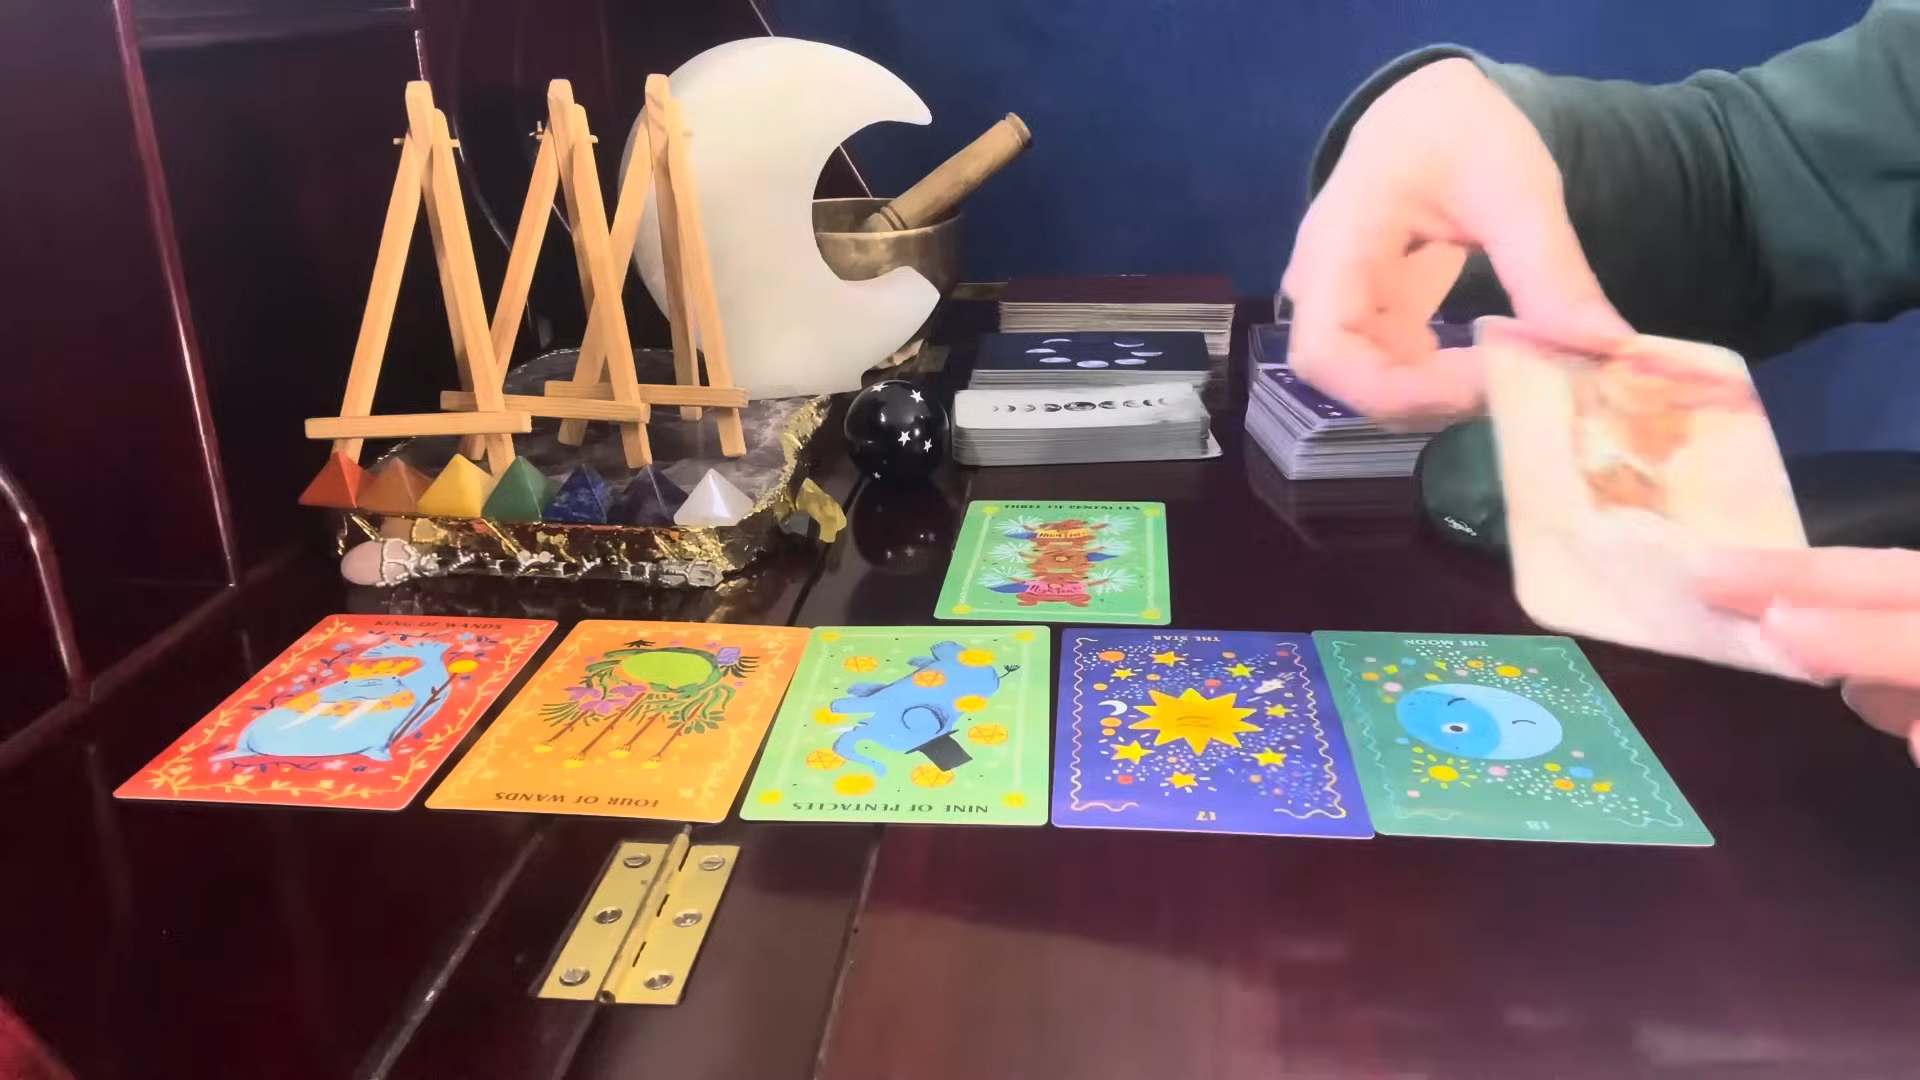 THREE OF PENTACLES
KING OF WANDS
FOUR OF WANDS
NINE OF PENTACLES
THE STAR
17
THE MOON
18